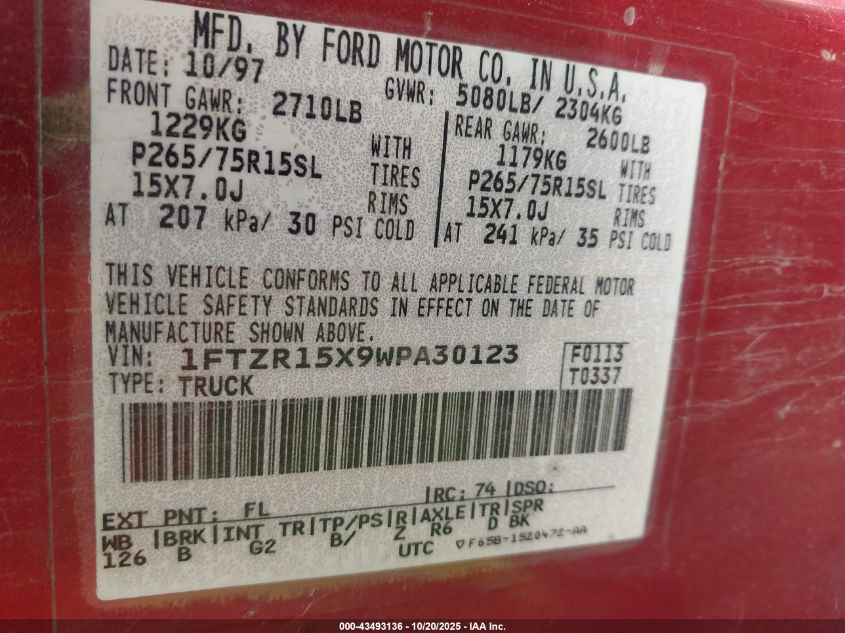 MFD. BY FORD MOTOR CO. IN U.S.A.
DATE: 10/97 GVWR: 5080LB/ 2304KG
FRONT GAWR: 2710LB REAR GAWR: 2600LB
1229KG WITH 1179KG WITH
P265/75R15SL TIRES P265/75R15SL TIRES
15X7.0J RIMS 15X7.0J RIMS
AT 207 kPa/ 30 PSI COLD AT 241 kPa/ 35 PSI COLD
THIS VEHICLE CONFORMS TO ALL APPLICABLE FEDERAL MOTOR
VEHICLE SAFETY STANDARDS IN EFFECT ON THE DATE OF
MANUFACTURE SHOWN ABOVE.
VIN: 1FTZR15X9WPA30123 F0113
TYPE: TRUCK T0337
EXT PNT: FL RC: 74 DSO:
WB BRK INT TR TP/PS R AXLE TR SPR
126 B G2 B/ Z R6 D BK
UTC ▽F65B-1520472-AA
000-43493136 - 10/20/2025 - IAA Inc.